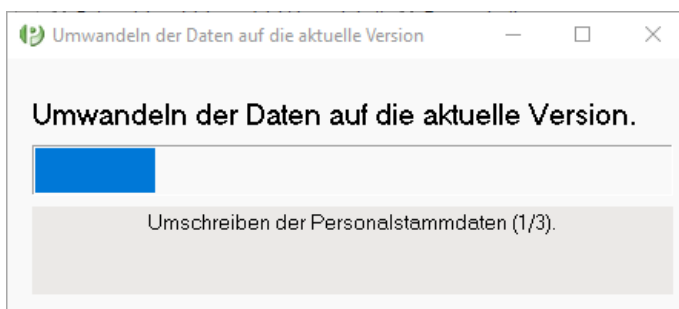 Umwandeln der Daten auf die aktuelle Version
Umwandeln der Daten auf die aktuelle Version.
Umschreiben der Personalstammdaten (1/3).